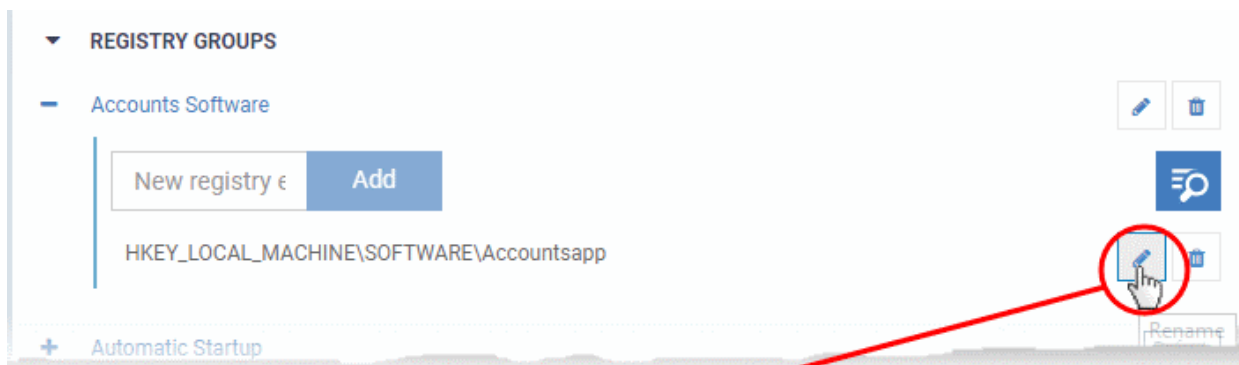 REGISTRY GROUPS
Accounts Software
New registry e
Add
HKEY_LOCAL_MACHINE\SOFTWARE\Accountsapp
Rename
Automatic Startup